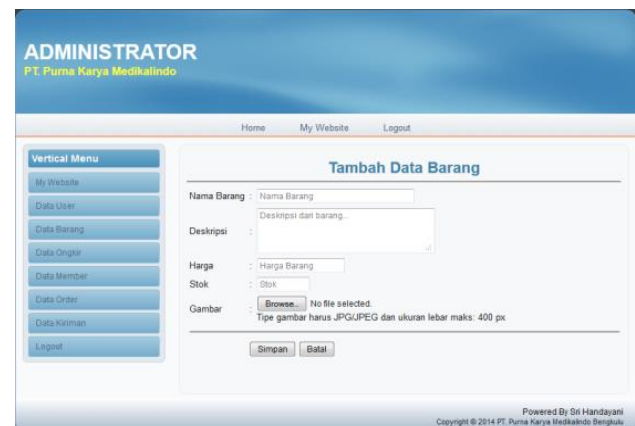 ADMINISTRATOR
PT. Purna Karya Medikalindo
Home My Website Logout
Vertical Menu
My Website
Data User
Data Barang
Data Ongkir
Data Member
Data Order
Data Kiriman
Logout
Tambah Data Barang
Nama Barang : Nama Barang
Deskripsi : Deskripsi dari barang...
Harga : Harga Barang
Stok : Stok
Gambar : Browse... No file selected.
Tipe gambar harus JPG/JPEG dan ukuran lebar maks: 400 px
Simpan Batal
Powered By Sri Handayani
Copyright © 2014 PT. Purna Karya Medikalindo Bengkulu